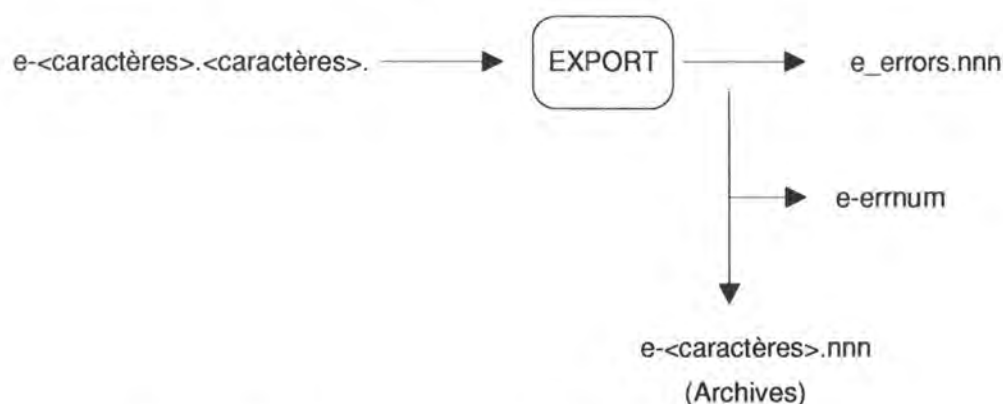 e-<caractères>.<caractères>.
EXPORT
e_errors.nnn
e-errnum
e-<caractères>.nnn
(Archives)